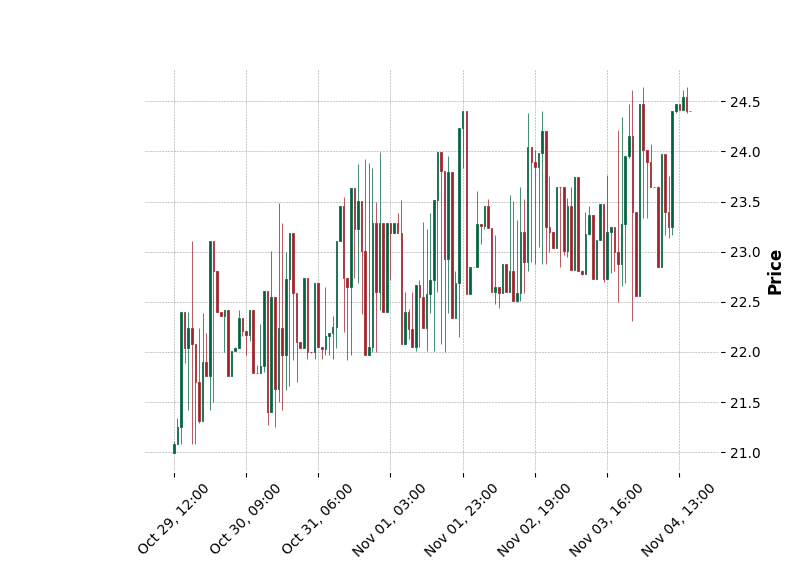 24.5
24.0
23.5
23.0
22.5
22.0
21.5
21.0
Price
Oct 29, 12:00
Oct 30, 09:00
Oct 31, 06:00
Nov 01, 03:00
Nov 01, 23:00
Nov 02, 19:00
Nov 03, 16:00
Nov 04, 13:00